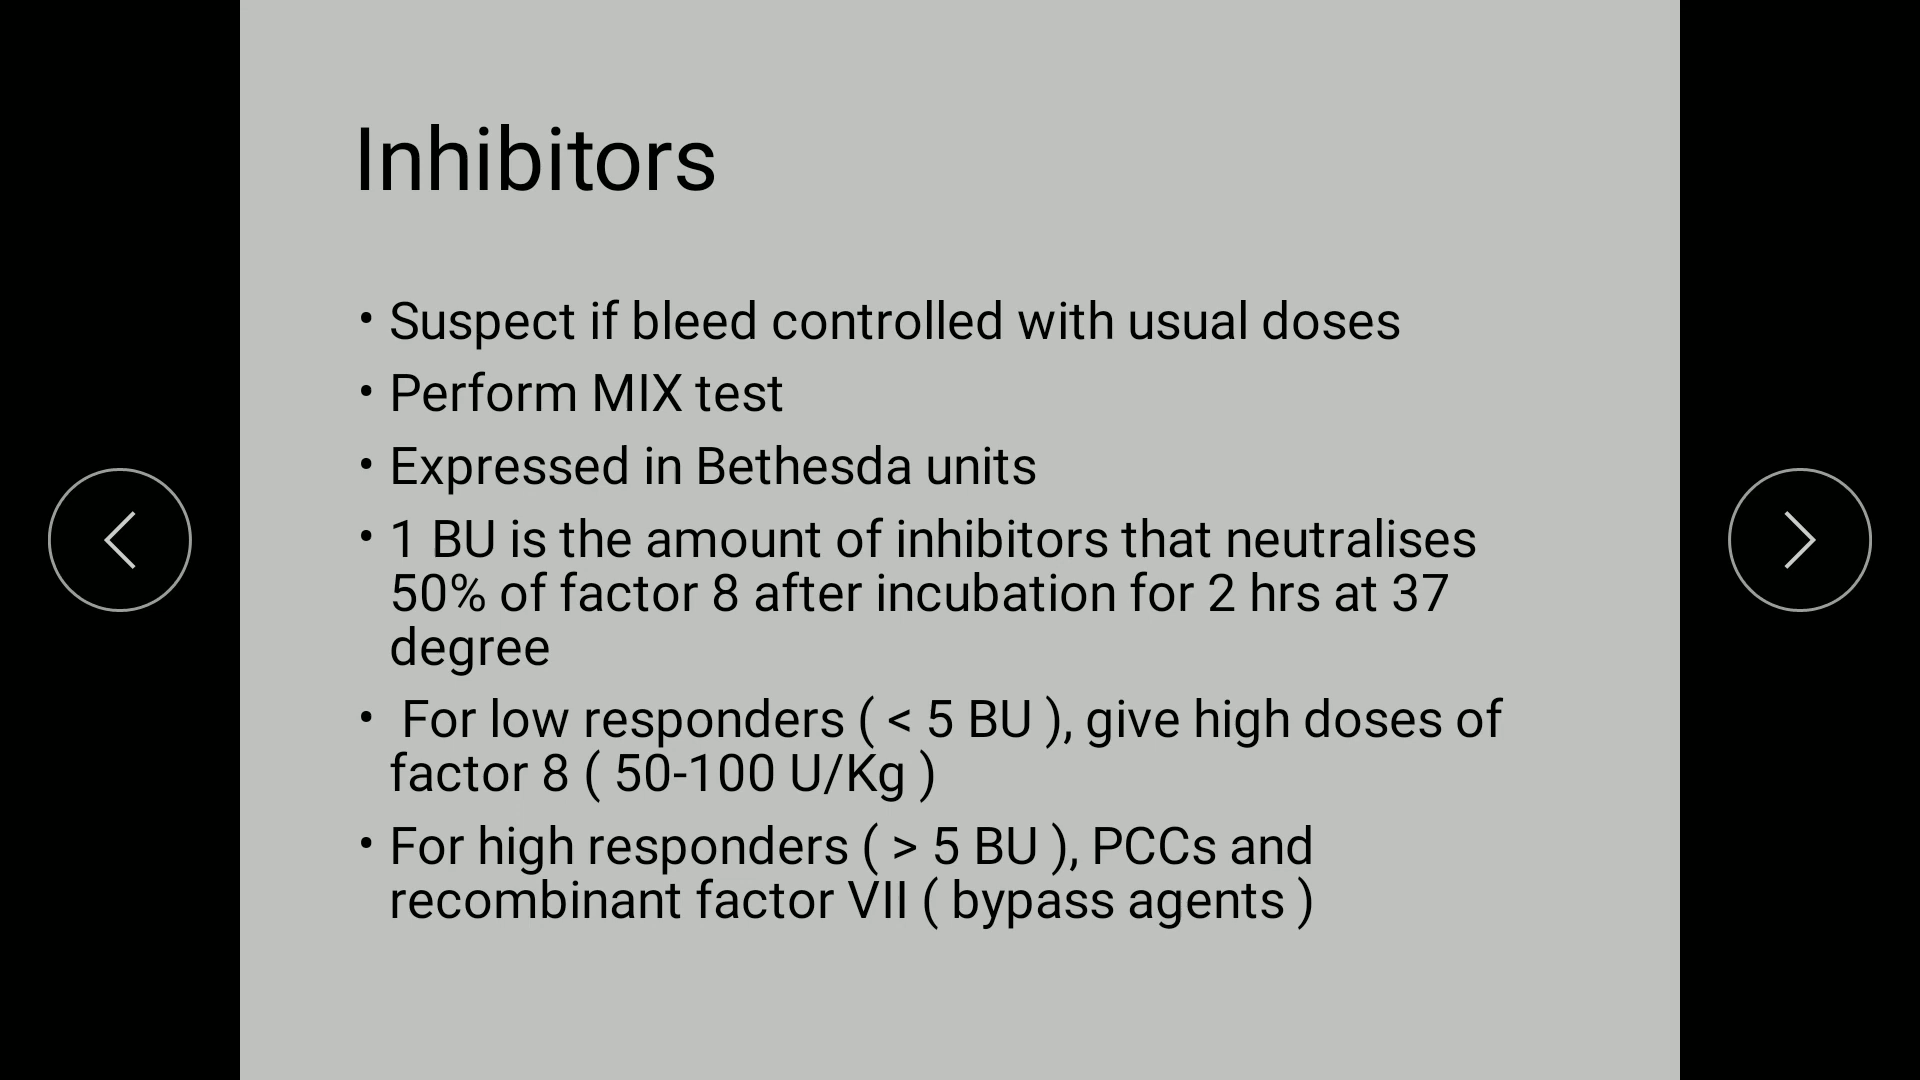 Inhibitors
• Suspect if bleed controlled with usual doses
• Perform MIX test
• Expressed in Bethesda units
• 1 BU is the amount of inhibitors that neutralises
50% of factor 8 after incubation for 2 hrs at 37
degree
• For low responders ( < 5 BU ), give high doses of
factor 8 ( 50-100 U/Kg )
• For high responders ( > 5 BU ), PCCs and
recombinant factor VII ( bypass agents )